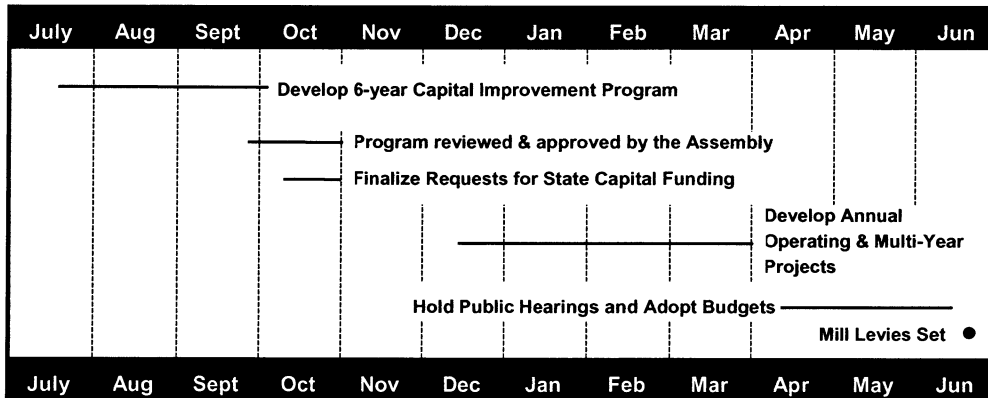 July Aug Sept Oct Nov Dec Jan Feb Mar Apr May Jun
Develop 6-year Capital Improvement Program
Program reviewed & approved by the Assembly
Finalize Requests for State Capital Funding
Develop Annual
Operating & Multi-Year
Projects
Hold Public Hearings and Adopt Budgets
Mill Levies Set
July Aug Sept Oct Nov Dec Jan Feb Mar Apr May Jun